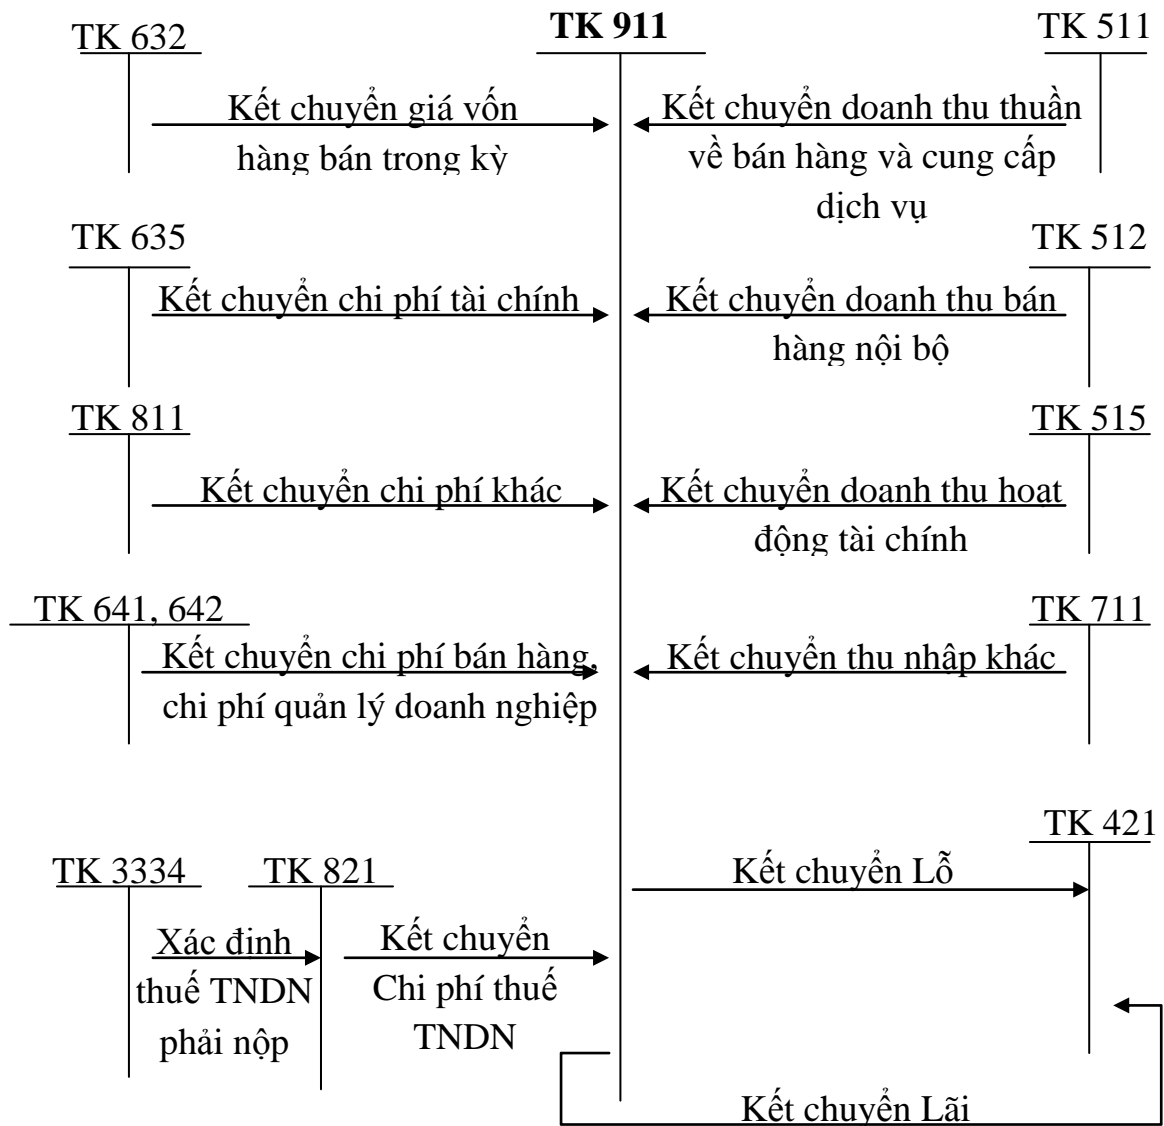 TK 632
TK 911
TK 511
Kết chuyển giá vốn
hàng bán trong kỳ
Kết chuyển doanh thu thuần
về bán hàng và cung cấp
dịch vụ
TK 635
TK 512
Kết chuyển chi phí tài chính
Kết chuyển doanh thu bán
hàng nội bộ
TK 811
TK 515
Kết chuyển chi phí khác
Kết chuyển doanh thu hoạt
động tài chính
TK 641, 642
TK 711
Kết chuyển chi phí bán hàng,
chi phí quản lý doanh nghiệp
Kết chuyển thu nhập khác
TK 421
TK 3334
TK 821
Kết chuyển Lỗ
Xác định
thuế TNDN
phải nộp
Kết chuyển
Chi phí thuế
TNDN
Kết chuyển Lãi